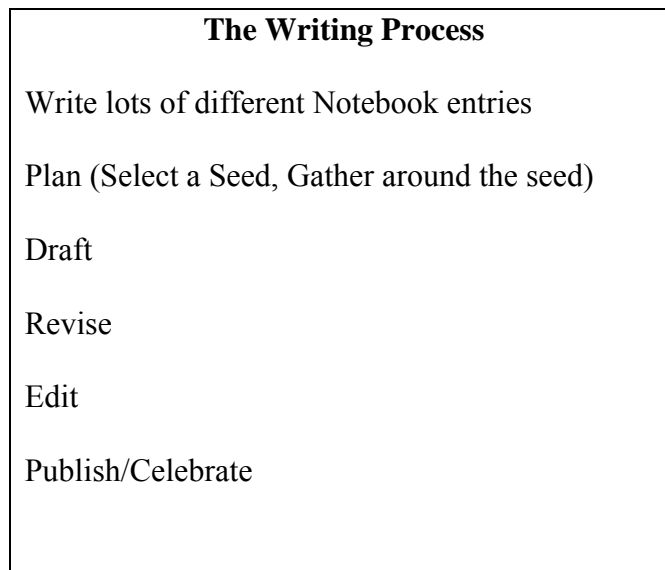 The Writing Process
Write lots of different Notebook entries
Plan (Select a Seed, Gather around the seed)
Draft
Revise
Edit
Publish/Celebrate